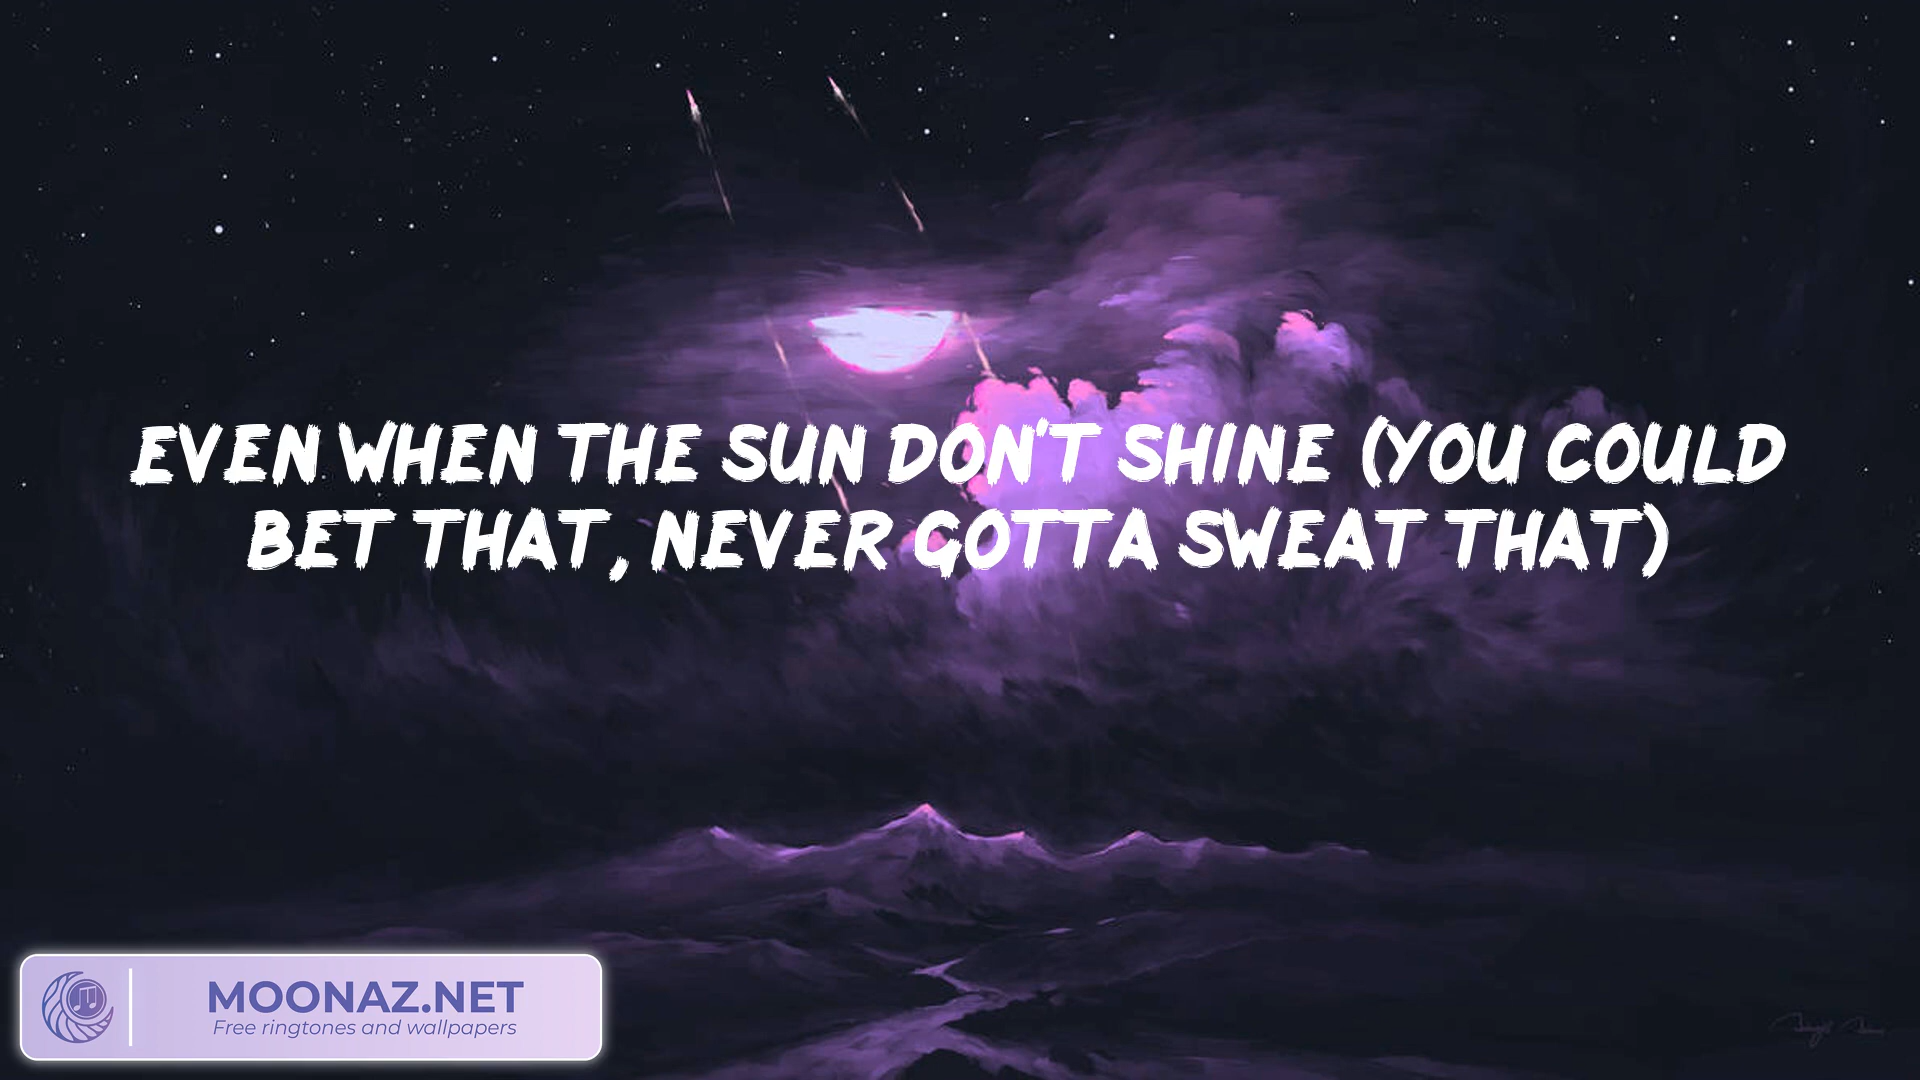 EVEN WHEN THE SUN DON'T SHINE (YOU COULD
BET THAT, NEVER GOTTA SWEAT THAT)
MOONAZ.NET
Free ringtones and wallpapers